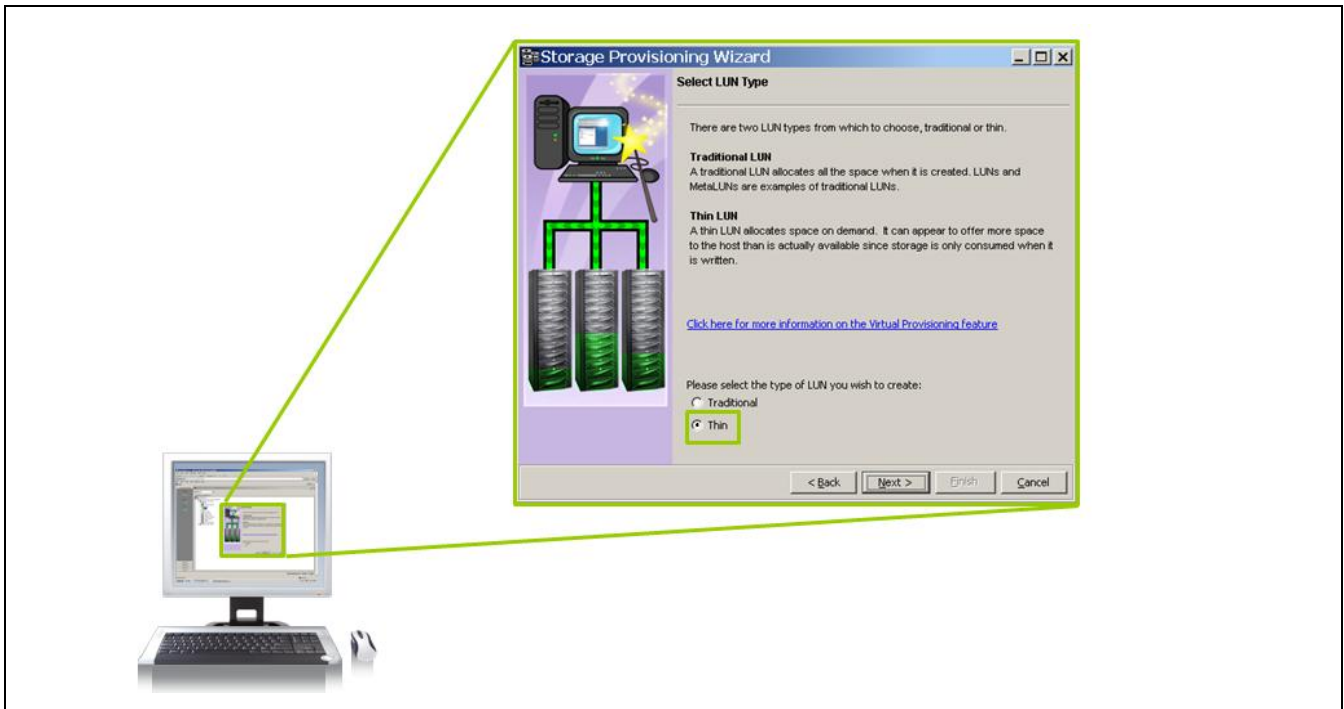 Storage Provisioning Wizard
Select LUN Type
There are two LUN types from which to choose, traditional or thin.
Traditional LUN
A traditional LUN allocates all the space when it is created. LUNs and
MetaLUNs are examples of traditional LUNs.
Thin LUN
A thin LUN allocates space on demand. It can appear to offer more space
to the host than is actually available since storage is only consumed when it
is written.
Click here for more information on the Virtual Provisioning feature
Please select the type of LUN you wish to create:
Traditional
Thin
< Back Next > Finish Cancel